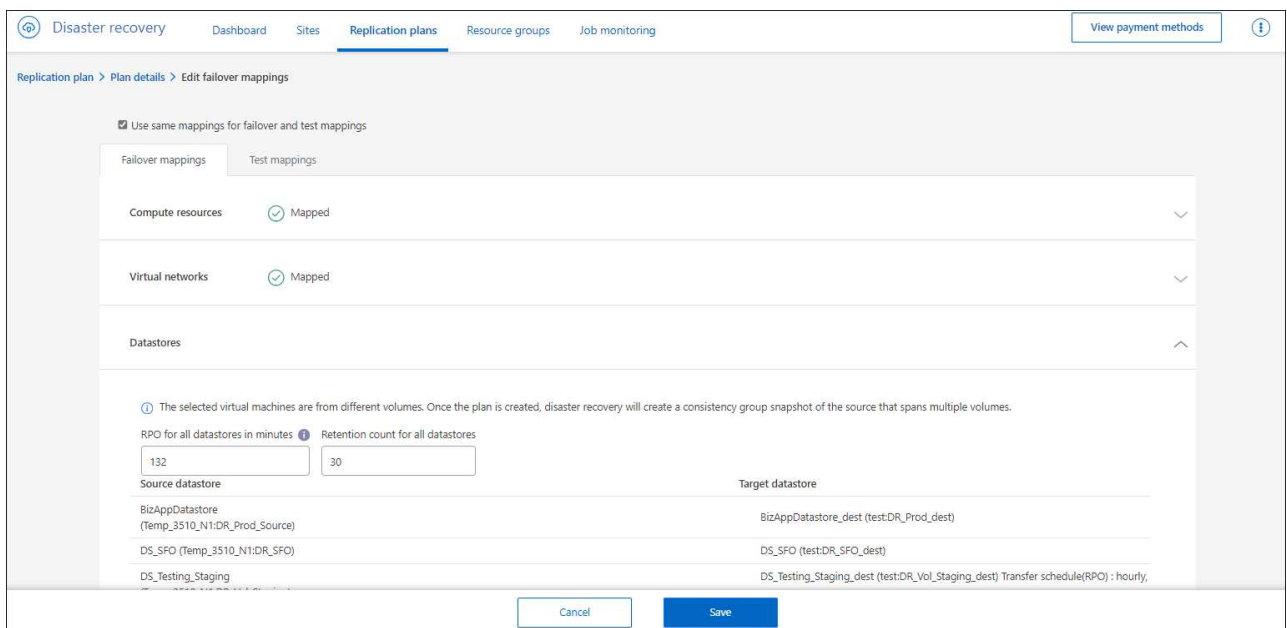 Disaster recovery
Dashboard
Sites
Replication plans
Resource groups
Job monitoring
View payment methods
Replication plan > Plan details > Edit failover mappings
Use same mappings for failover and test mappings
Failover mappings
Test mappings
Compute resources
Mapped
Virtual networks
Mapped
Datastores
The selected virtual machines are from different volumes. Once the plan is created, disaster recovery will create a consistency group snapshot of the source that spans multiple volumes.
RPO for all datastores in minutes
Retention count for all datastores
132
30
Source datastore
Target datastore
BizAppDatastore
(Temp_3510_N1:DR_Prod_Source)
BizAppDatastore_dest (test:DR_Prod_dest)
DS_SFO (Temp_3510_N1:DR_SFO)
DS_SFO (test:DR_SFO_dest)
DS_Testing_Staging
DS_Testing_Staging_dest (test:DR_Vol_Staging_dest) Transfer schedule(RPO) : hourly,
Cancel
Save